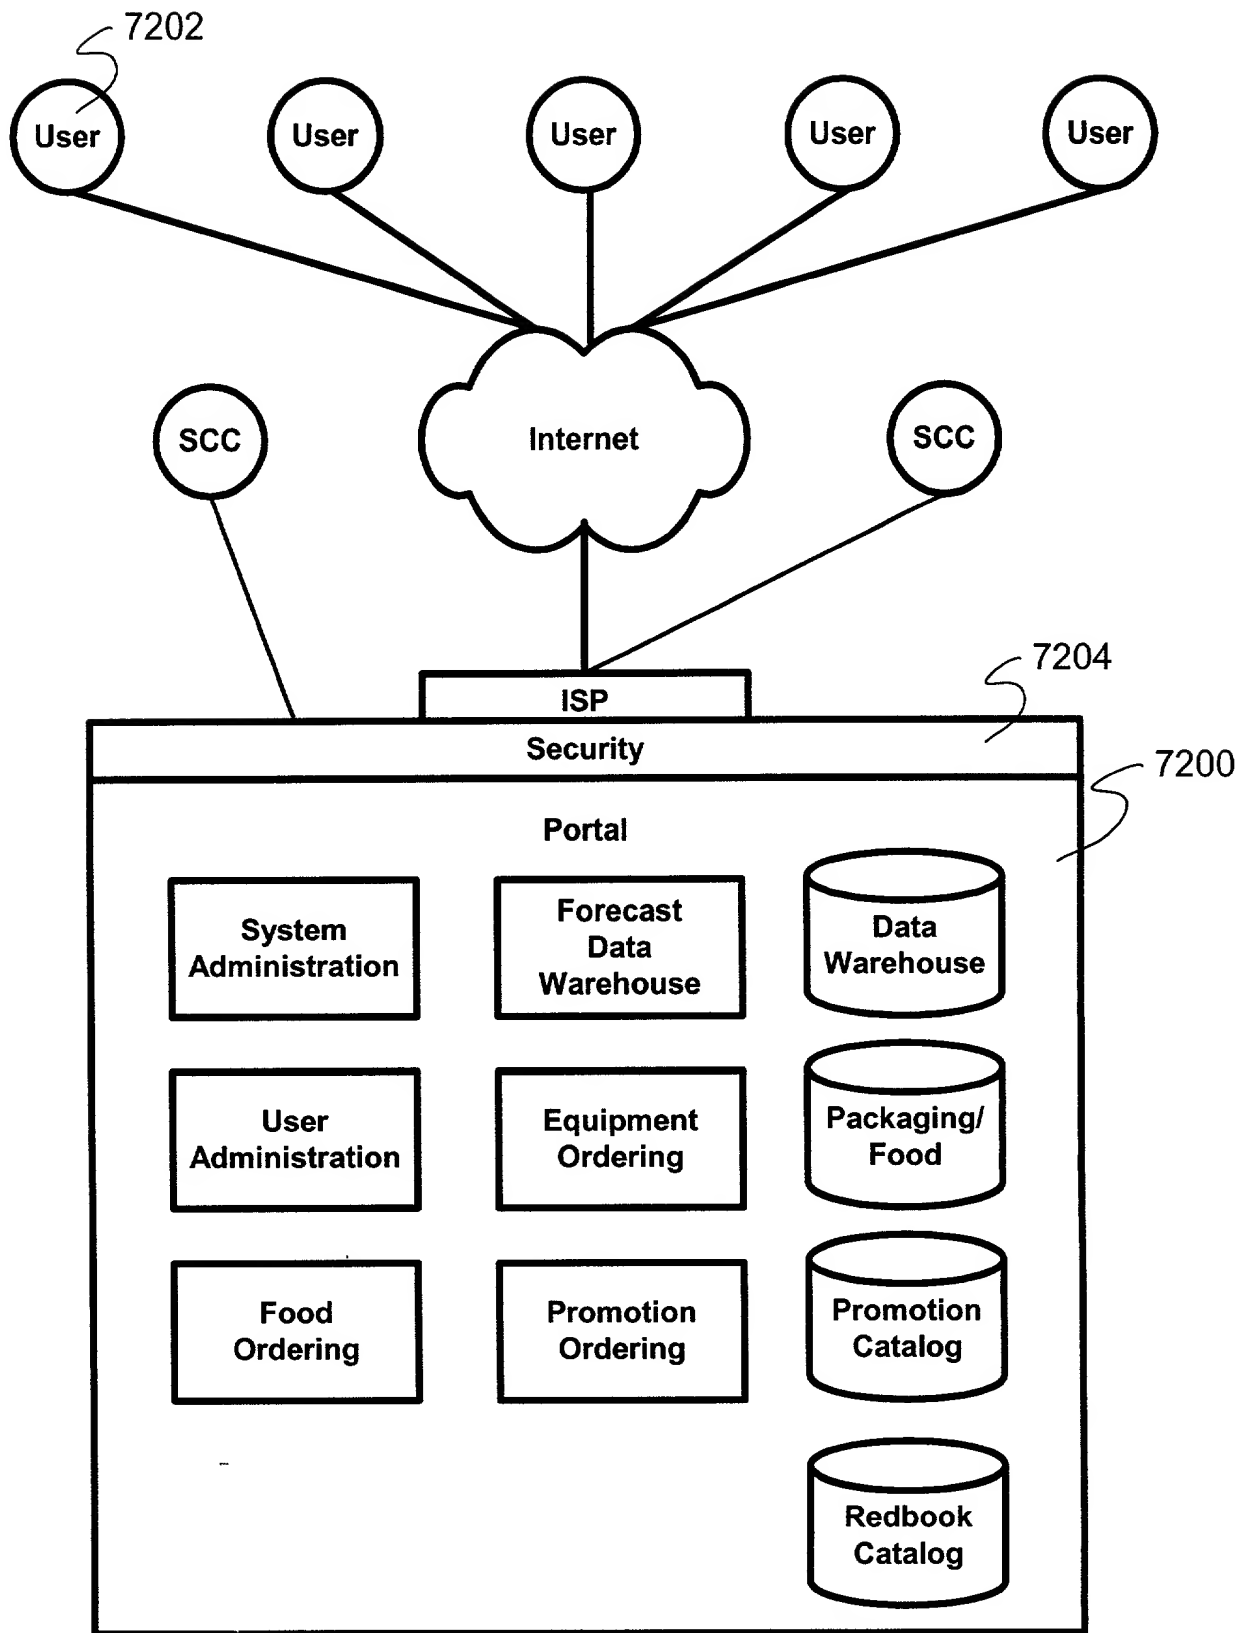 7202
User
User
User
User
User
SCC
Internet
SCC
ISP
7204
Security
7200
Portal
System
Administration
Forecast
Data
Warehouse
Data
Warehouse
User
Administration
Equipment
Ordering
Packaging/
Food
Food
Ordering
Promotion
Ordering
Promotion
Catalog
Redbook
Catalog